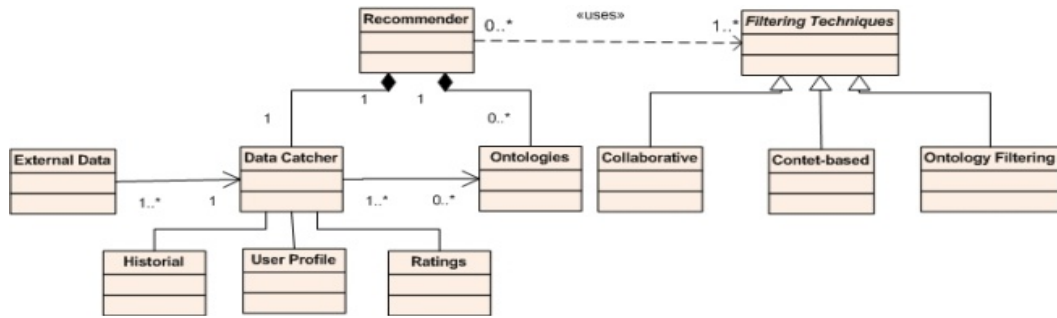 Recommender
0..*
«uses»
1..*
Filtering Techniques
1
1
1
0..*
External Data
Data Catcher
Ontologies
Collaborative
Contet-based
Ontology Filtering
1..*
1
1..*
0..*
Historial
User Profile
Ratings